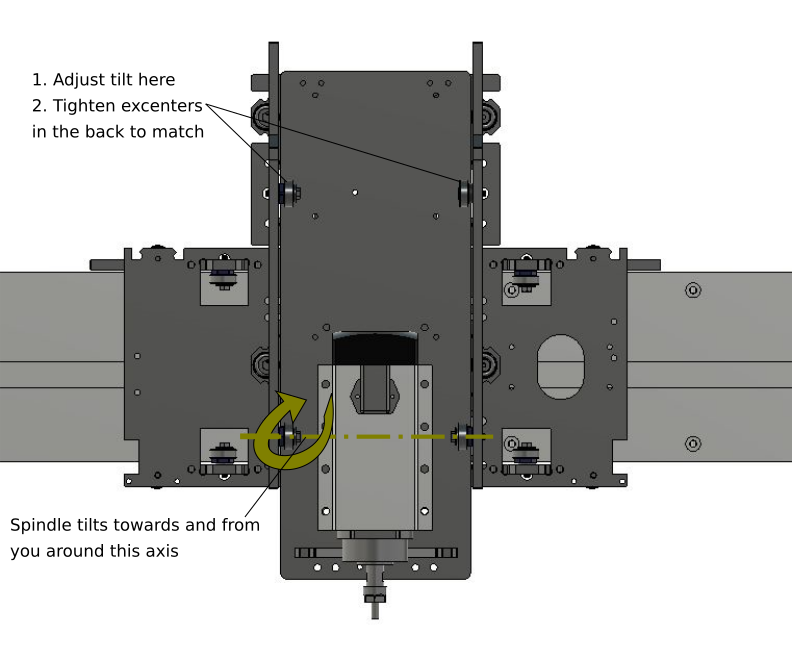 1. Adjust tilt here
2. Tighten excenters
in the back to match
Spindle tilts towards and from
you around this axis